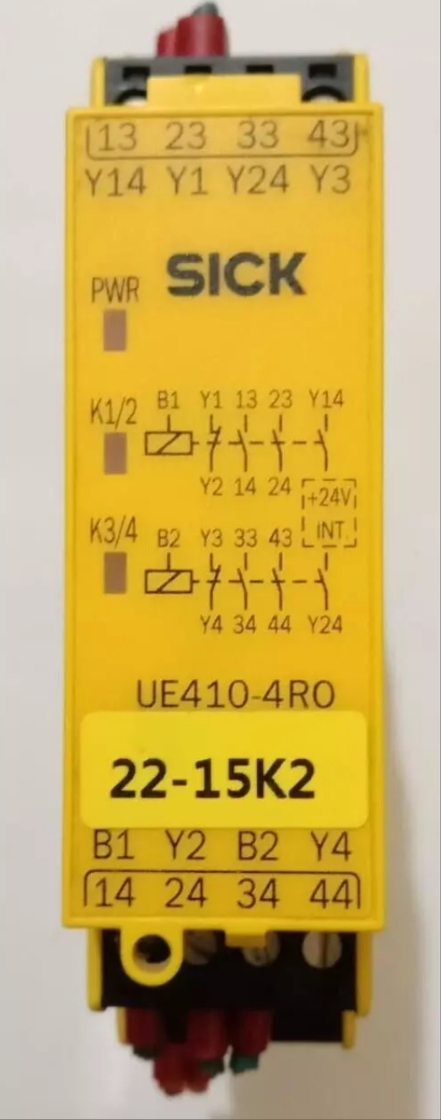 13 23 33 43
Y14 Y1 Y24 Y3
SICK
PWR
K1/2
B1 Y1 13 23 Y14
Y2 14 24
+24V
INT.
K3/4
B2 Y3 33 43
Y4 34 44 Y24
UE410-4RO
22-15K2
B1 Y2 B2 Y4
14 24 34 44